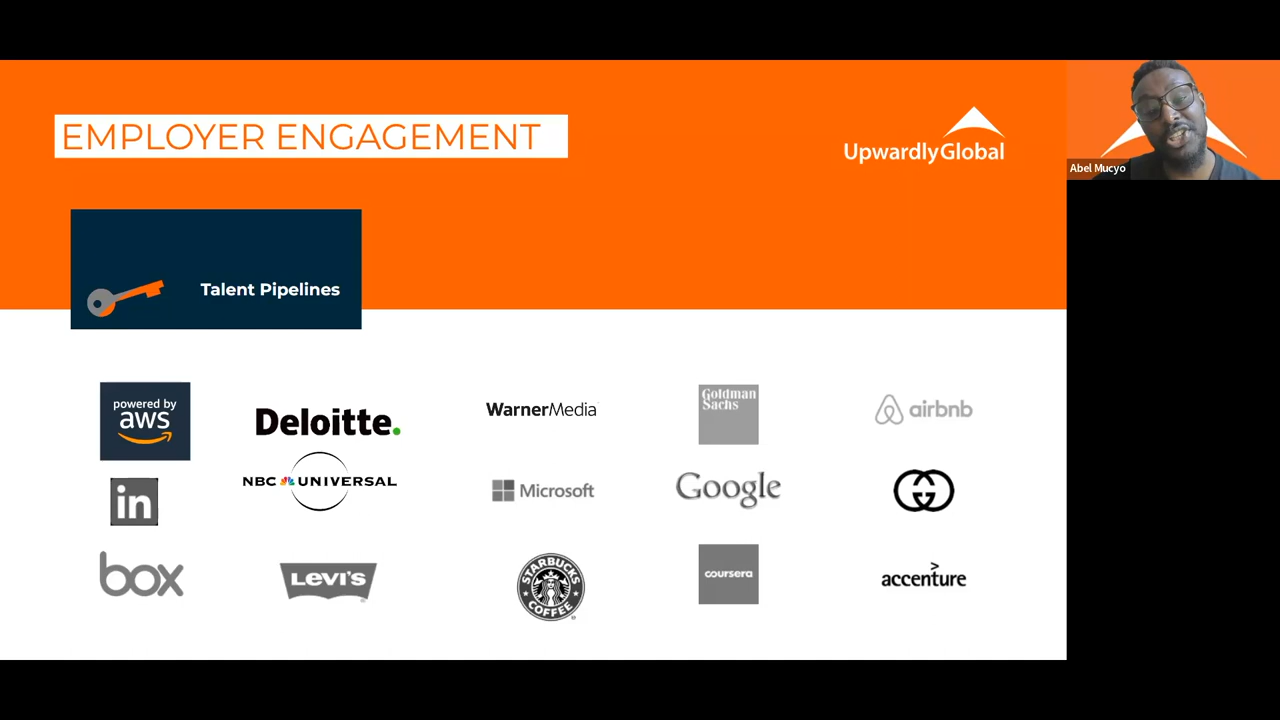 EMPLOYER ENGAGEMENT
UpwardlyGlobal
Abel Mucyo
Talent Pipelines
powered by
aws
Deloitte.
WarnerMedia
Goldman
Sachs
airbnb
in
NBC UNIVERSAL
Microsoft
Google
GG
box
LEVI'S
STARBUCKS
COFFEE
coursera
accenture